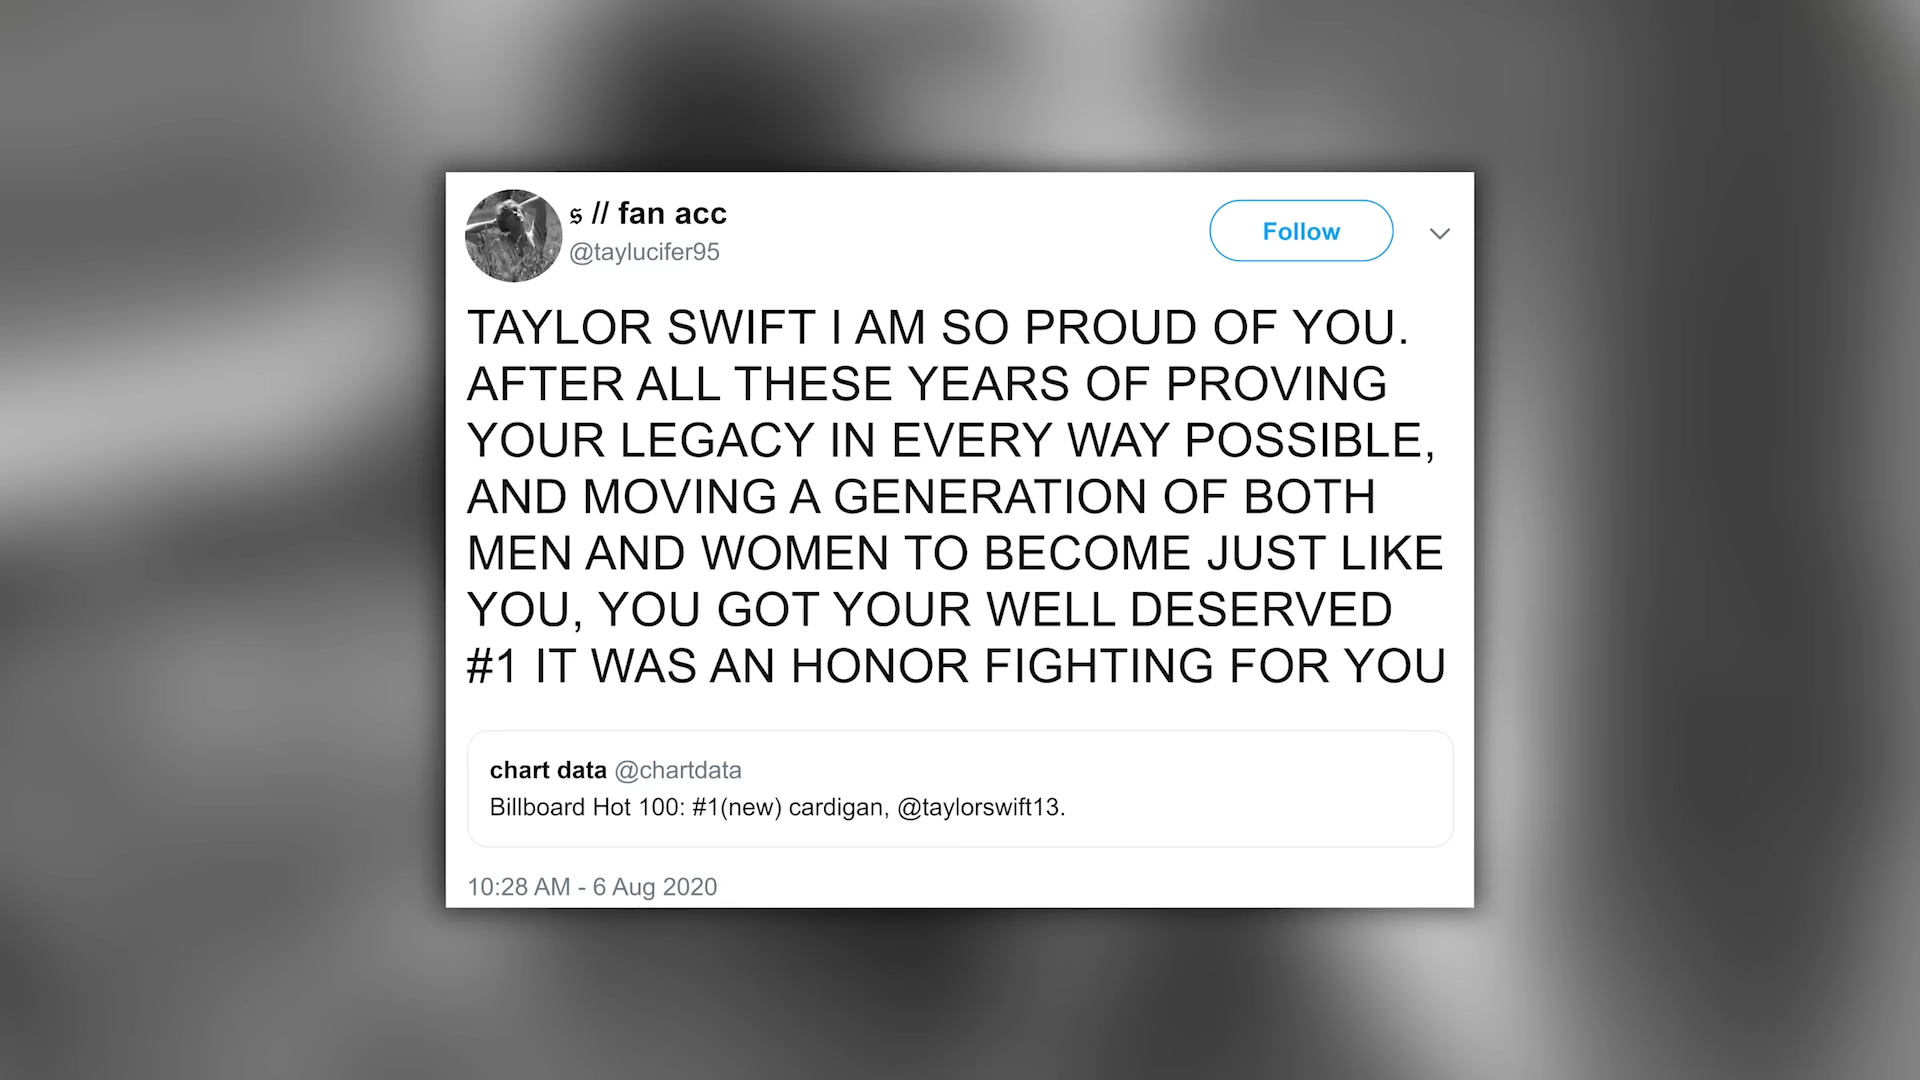 𝔰 // fan acc
@taylucifer95
Follow
TAYLOR SWIFT I AM SO PROUD OF YOU.
AFTER ALL THESE YEARS OF PROVING
YOUR LEGACY IN EVERY WAY POSSIBLE,
AND MOVING A GENERATION OF BOTH
MEN AND WOMEN TO BECOME JUST LIKE
YOU, YOU GOT YOUR WELL DESERVED
#1 IT WAS AN HONOR FIGHTING FOR YOU
chart data @chartdata
Billboard Hot 100: #1(new) cardigan, @taylorswift13.
10:28 AM - 6 Aug 2020